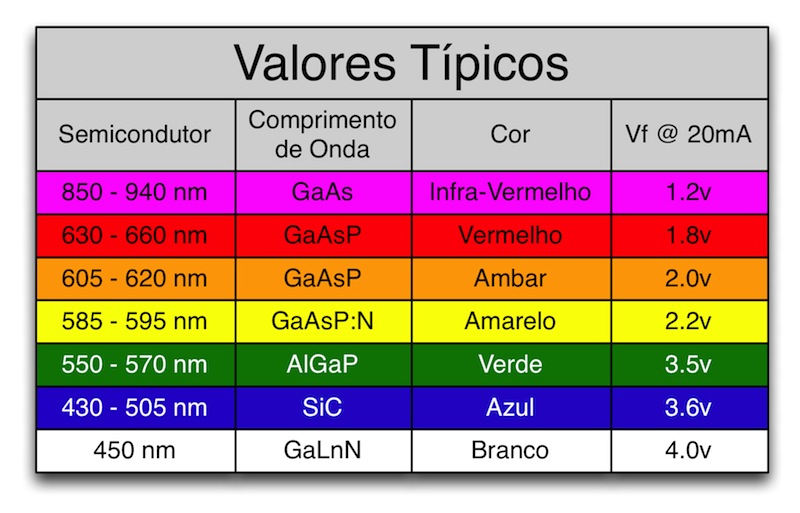 Valores Típicos
Semicondutor Comprimento de Onda Cor Vf @ 20mA
850 - 940 nm GaAs Infra-Vermelho 1.2v
630 - 660 nm GaAsP Vermelho 1.8v
605 - 620 nm GaAsP Ambar 2.0v
585 - 595 nm GaAsP:N Amarelo 2.2v
550 - 570 nm AlGaP Verde 3.5v
430 - 505 nm SiC Azul 3.6v
450 nm GaLnN Branco 4.0v